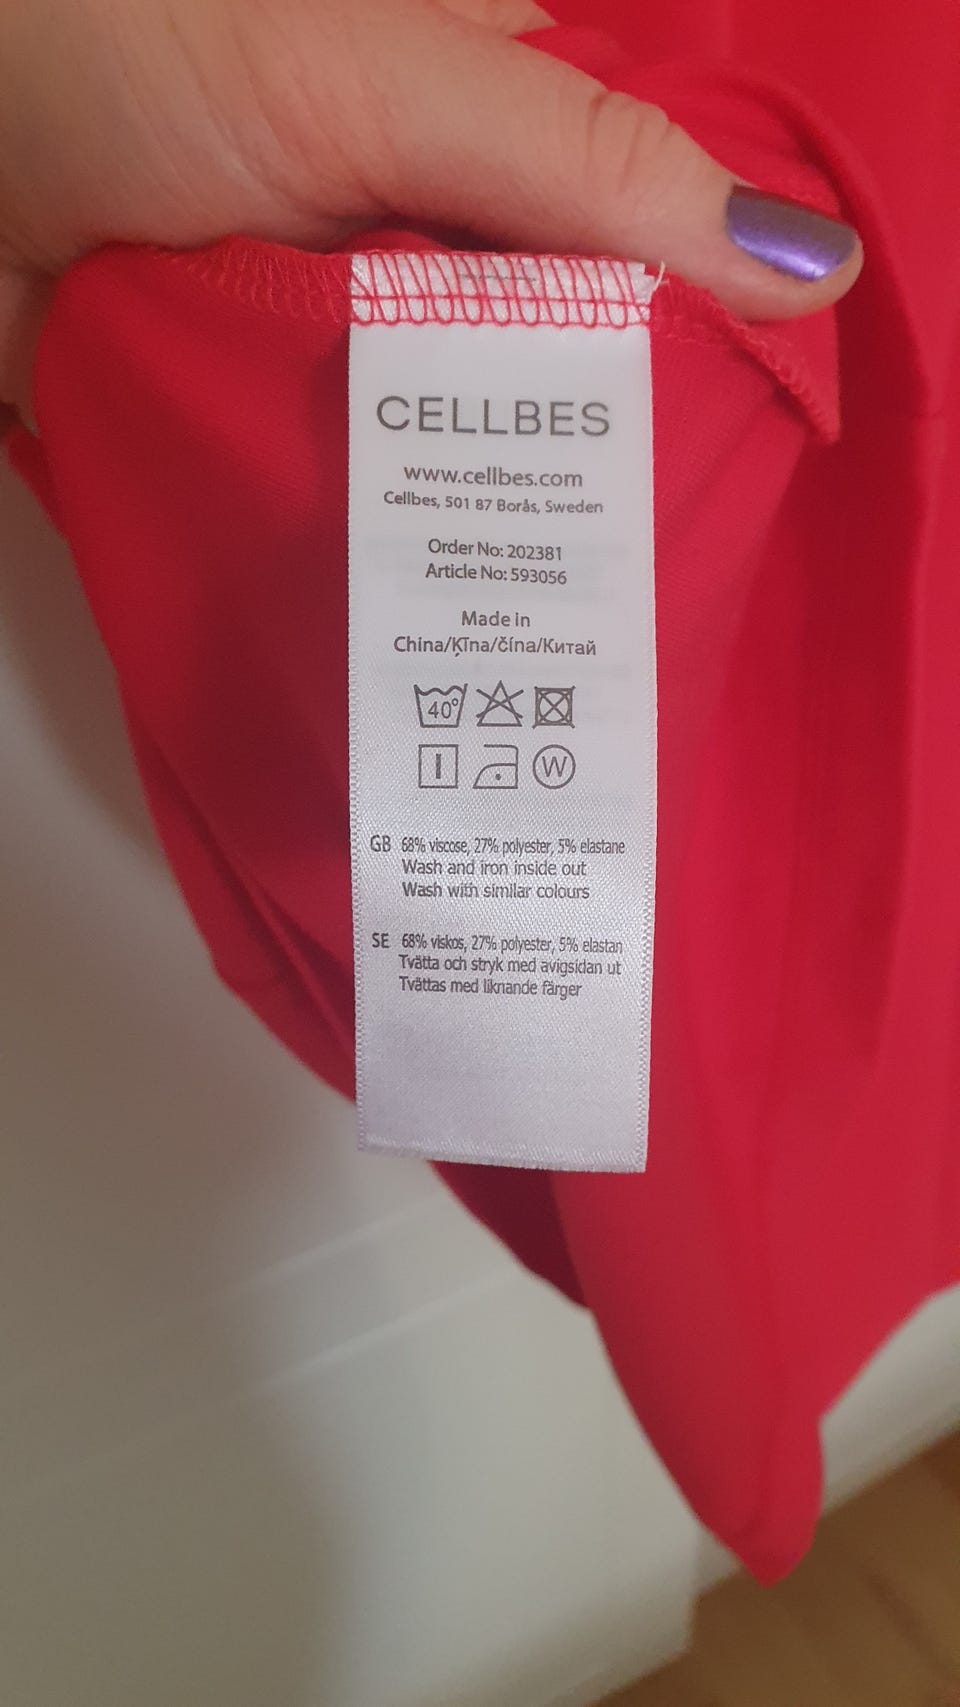 CELLBES
www.cellbes.com
Cellbes, 501 87 Borås, Sweden
Order No: 202381
Article No: 593056
Made in
China/Ķīna/čína/Китай
40°
W
GB 68% viscose, 27% polyester, 5% elastane
Wash and iron inside out
Wash with similar colours
SE 68% viskos, 27% polyester, 5% elastan
Tvätta och stryk med avigsidan ut
Tvättas med liknande färger